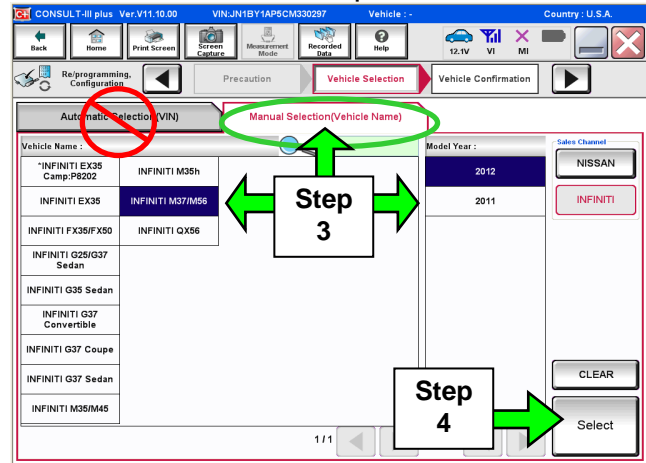 CONSULT-III plus Ver.V11.10.00 VIN:JN1BY1AP5CM330297 Vehicle : - Country : U.S.A.
Back
Home
Print Screen
Screen Capture
Measurement Mode
Recorded Data
Help
12.1V
VI
MI
Re/programming, Configuration
Precaution
Vehicle Selection
Vehicle Confirmation
Automatic Selection(VIN)
Manual Selection(Vehicle Name)
Vehicle Name :
Model Year :
Sales Channel
*INFINITI EX35 Camp:P8202
INFINITI M35h
2012
NISSAN
INFINITI EX35
INFINITI M37/M56
2011
INFINITI
INFINITI FX35/FX50
INFINITI QX56
INFINITI G25/G37 Sedan
INFINITI G35 Sedan
INFINITI G37 Convertible
INFINITI G37 Coupe
INFINITI G37 Sedan
INFINITI M35/M45
Step
3
Step
4
CLEAR
Select
1/1